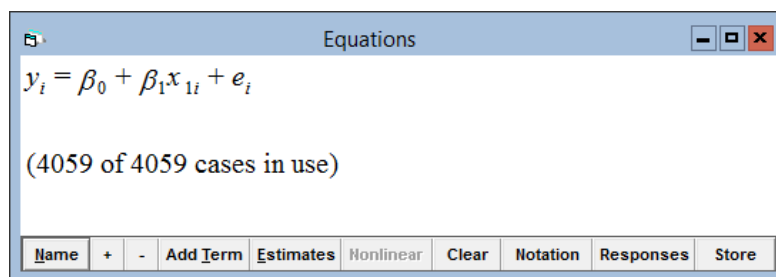 Equations
yᵢ = β₀ + β₁x₁ᵢ + eᵢ
(4059 of 4059 cases in use)
Name + - Add Term Estimates Nonlinear Clear Notation Responses Store